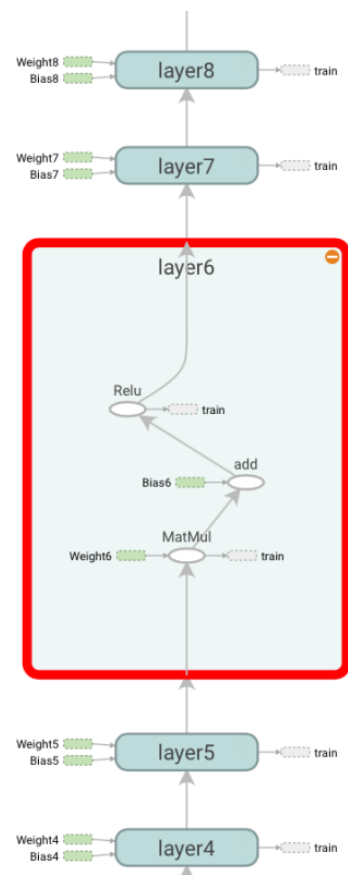 Weight8
Bias8
layer8
train
Weight7
Bias7
layer7
train
layer6
Relu
train
add
Bias6
MatMul
Weight6
train
Weight5
Bias5
layer5
train
Weight4
Bias4
layer4
train